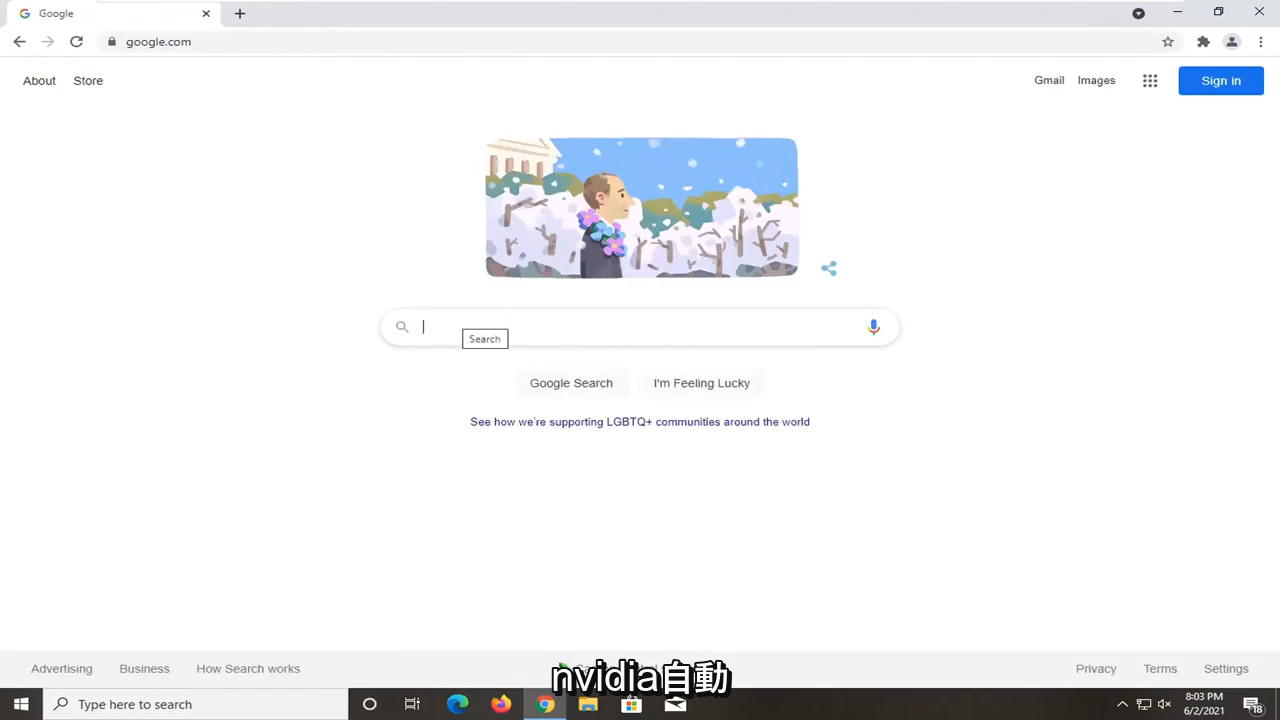 Google
google.com
About Store
Gmail Images Sign in
Search
Google Search I'm Feeling Lucky
See how we're supporting LGBTQ+ communities around the world
Advertising Business How Search works
Privacy Terms Settings
nvidia自動
Type here to search
8:03 PM
6/2/2021
18